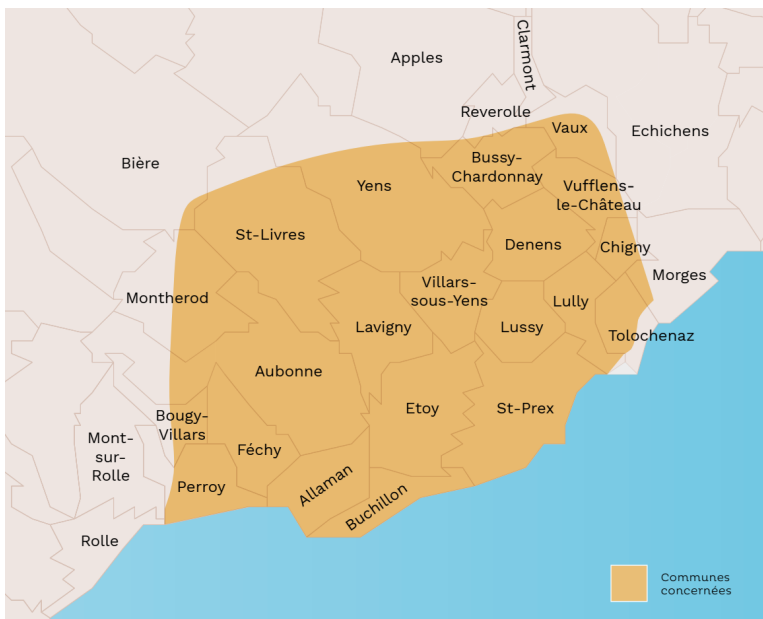 Clarmont
Apples
Reverolle
Vaux
Echichens
Bière
Bussy-
Chardonnay
Yens
Vufflens-
le-Château
St-Livres
Denens
Chigny
Morges
Montherod
Villars-
sous-Yens
Lully
Lavigny
Lussy
Tolochenaz
Aubonne
Bougy-
Villars
Etoy
St-Prex
Mont-
sur-
Rolle
Féchy
Perroy
Allaman
Buchillon
Rolle
Communes
concernées